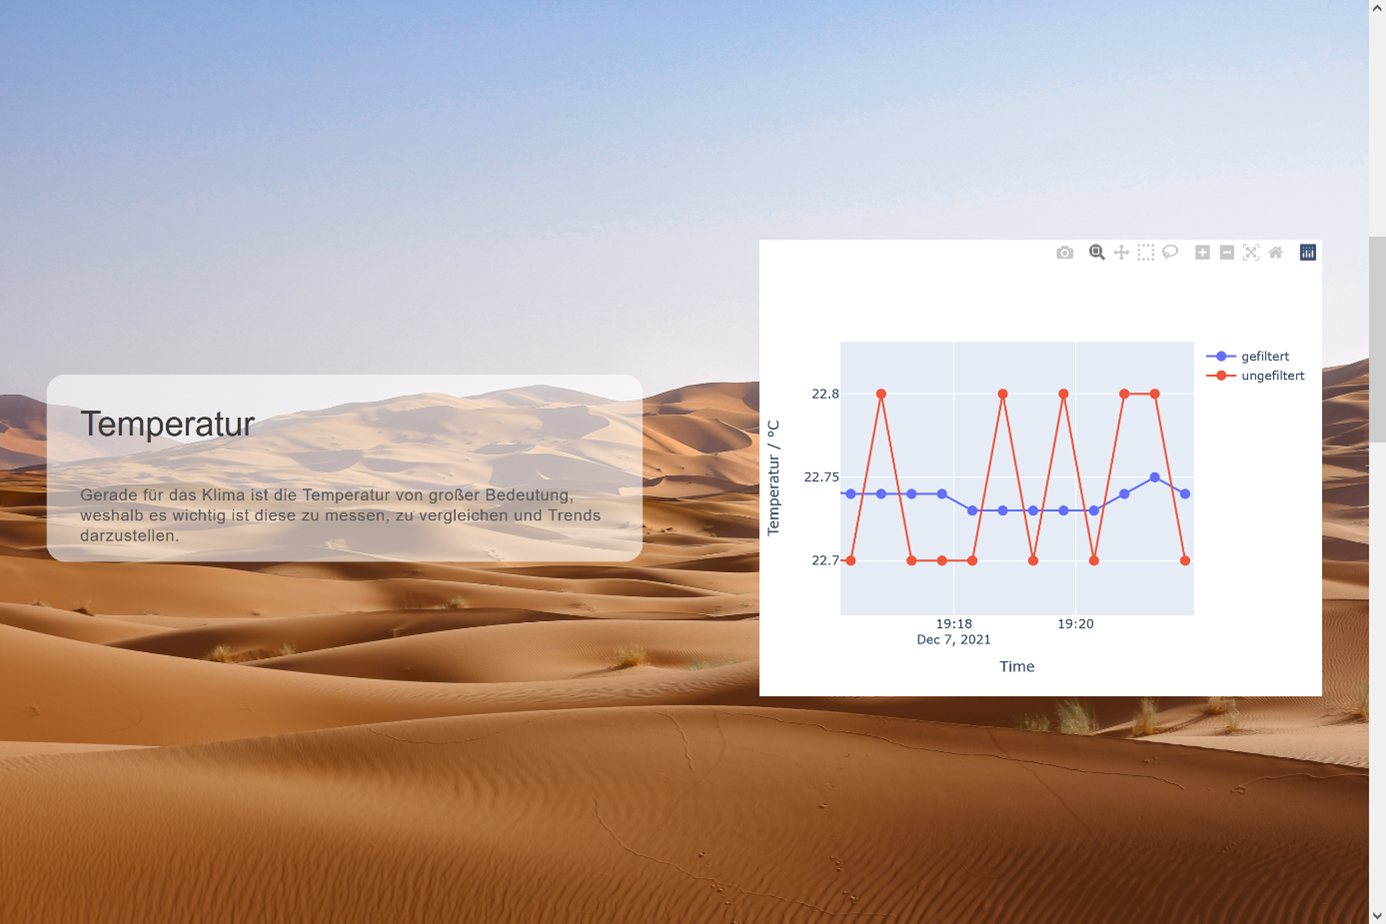 Temperatur
Gerade für das Klima ist die Temperatur von großer Bedeutung,
weshalb es wichtig ist diese zu messen, zu vergleichen und Trends
darzustellen.
gefiltert
ungefiltert
22.8
22.75
22.7
Temperatur / °C
19:18
19:20
Dec 7, 2021
Time